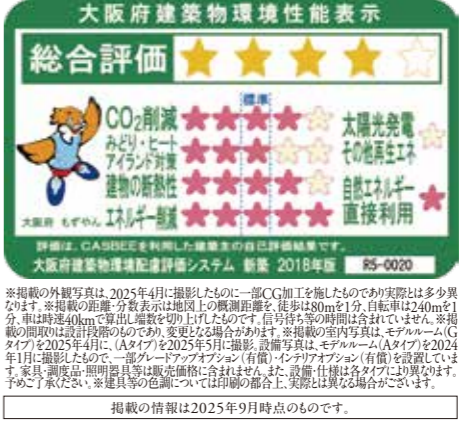 大阪府建築物環境性能表示
総合評価
標準
CO2削減
みどり・ヒート
アイランド対策
建物の断熱性
エネルギー削減
太陽光発電
その他再生エネ
自然エネルギー
直接利用
大阪府 もずやん
評価は、CASBEEを利用した建築主の自己評価結果です。
大阪府建築物環境配慮評価システム 新築 2018年版 R5-0020
※掲載の外観写真は、2025年4月に撮影したものに一部CG加工を施したものであり実際とは多少異
なります。※掲載の距離・分数表示は地図上の概測距離を、徒歩は80mを1分、自転車は240mを1
分、車は時速40kmで算出し端数を切り上げたものです。信号待ち等の時間は含まれていません。※掲
載の間取りは設計段階のものであり、変更となる場合があります。※掲載の室内写真は、モデルルーム(G
タイプ)を2025年4月に、(Aタイプ)を2025年5月に撮影。設備写真は、モデルルーム(Aタイプ)を2024
年1月に撮影したもので、一部グレードアップオプション(有償)・インテリアオプション(有償)を設置していま
す。家具・調度品・照明器具等は販売価格に含まれません。また、設備・仕様は各タイプにより異なります。
予めご了承ください。※建具等の色調については印刷の都合上、実際とは異なる場合がございます。
掲載の情報は2025年9月時点のものです。